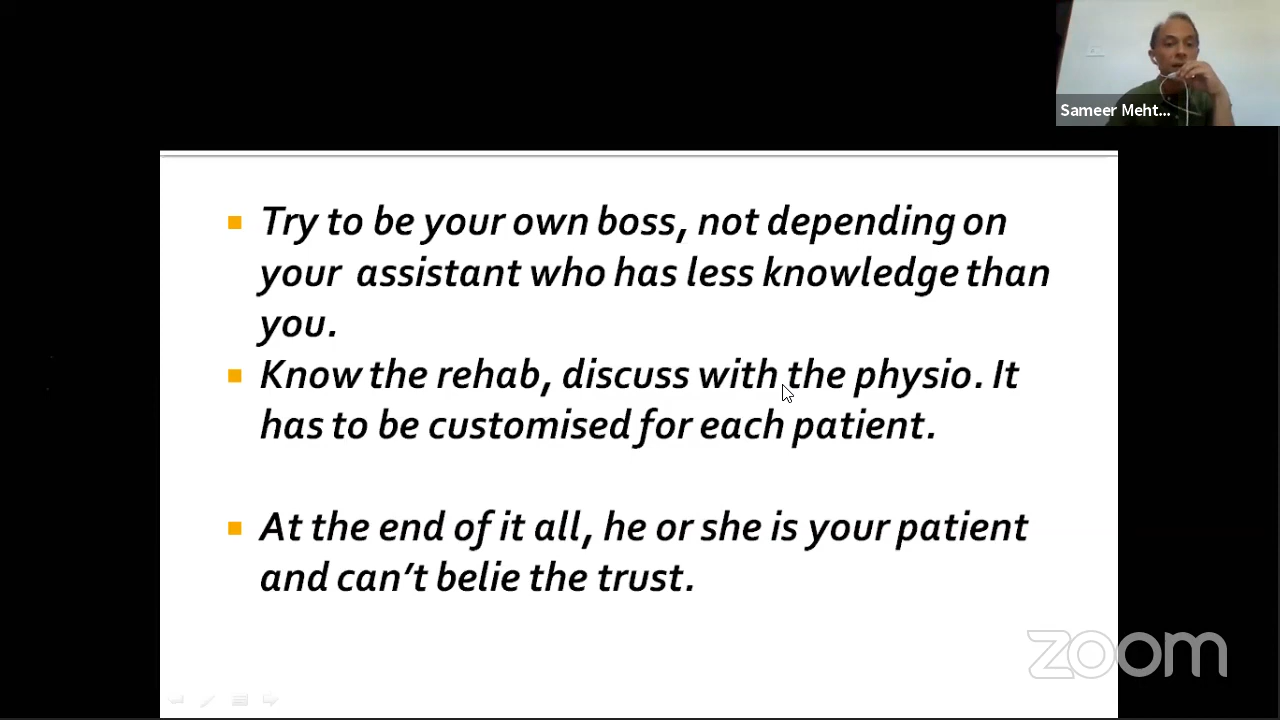 Sameer Meht...
Try to be your own boss, not depending on
your assistant who has less knowledge than
you.
Know the rehab, discuss with the physio. It
has to be customised for each patient.
At the end of it all, he or she is your patient
and can't belie the trust.
zoom